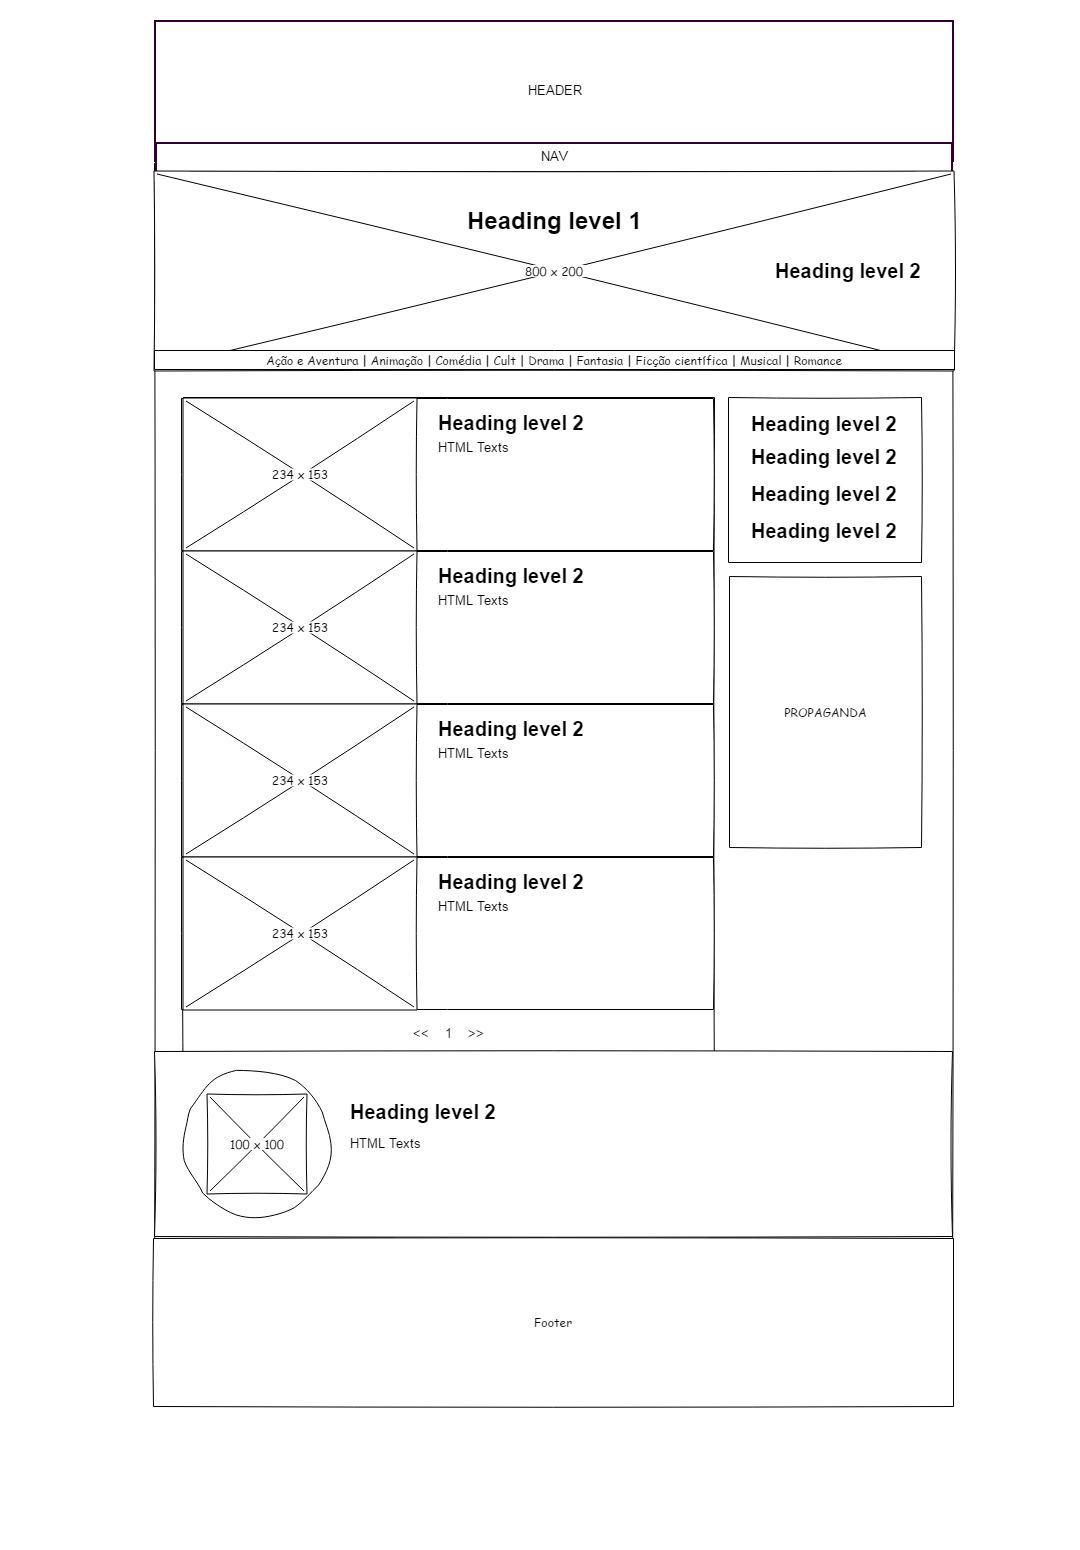 HEADER
NAV
Heading level 1
800 x 200
Heading level 2
Ação e Aventura | Animação | Comédia | Cult | Drama | Fantasia | Ficção científica | Musical | Romance
234 x 153
Heading level 2
HTML Texts
234 x 153
Heading level 2
HTML Texts
234 x 153
Heading level 2
HTML Texts
234 x 153
Heading level 2
HTML Texts
<< 1 >>
Heading level 2
Heading level 2
Heading level 2
Heading level 2
PROPAGANDA
100 x 100
Heading level 2
HTML Texts
Footer